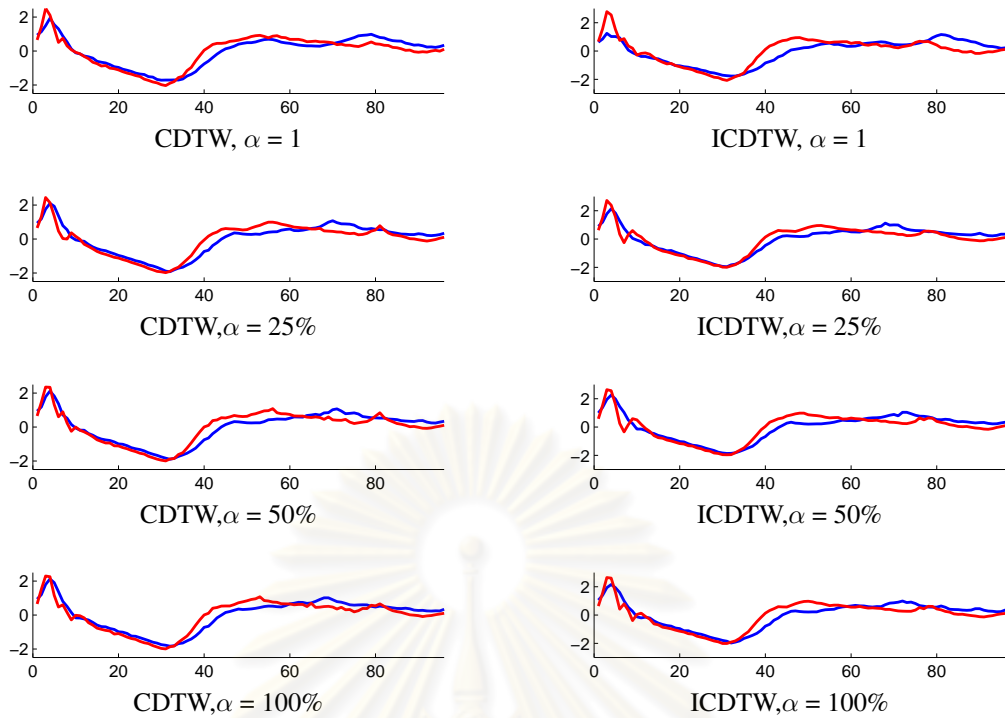 2
0
−2
0 20 40 60 80
CDTW, α = 1
2
0
−2
0 20 40 60 80
ICDTW, α = 1
2
0
−2
0 20 40 60 80
CDTW,α = 25%
2
0
−2
0 20 40 60 80
ICDTW,α = 25%
2
0
−2
0 20 40 60 80
CDTW,α = 50%
2
0
−2
0 20 40 60 80
ICDTW,α = 50%
2
0
−2
0 20 40 60 80
CDTW,α = 100%
2
0
−2
0 20 40 60 80
ICDTW,α = 100%